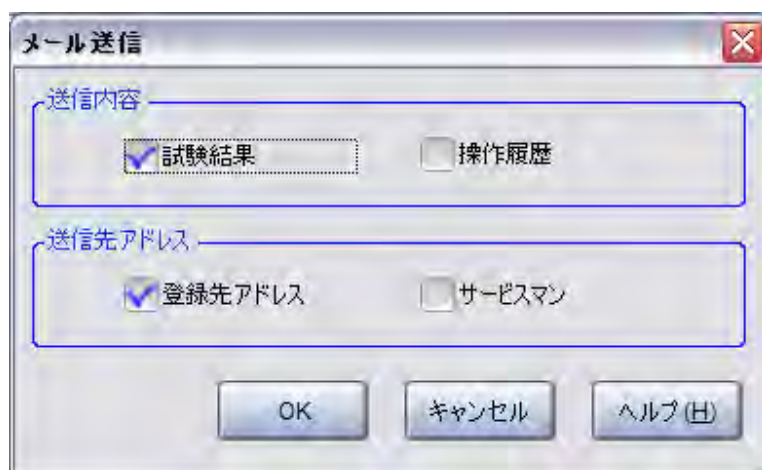 メール送信
送信内容
試験結果 操作履歴
送信先アドレス
登録先アドレス サービスマン
OK キャンセル ヘルプ(H)